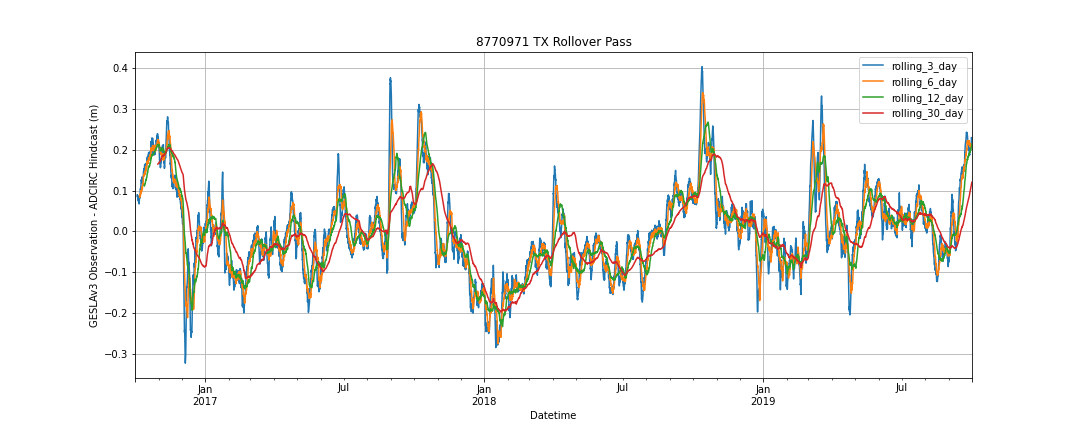 8770971 TX Rollover Pass
rolling_3_day
rolling_6_day
rolling_12_day
rolling_30_day
GESLAv3 Observation - ADCIRC Hindcast (m)
0.4
0.3
0.2
0.1
0.0
−0.1
−0.2
−0.3
Jan Jul Jan Jul Jan Jul
2017 2018 2019
Datetime